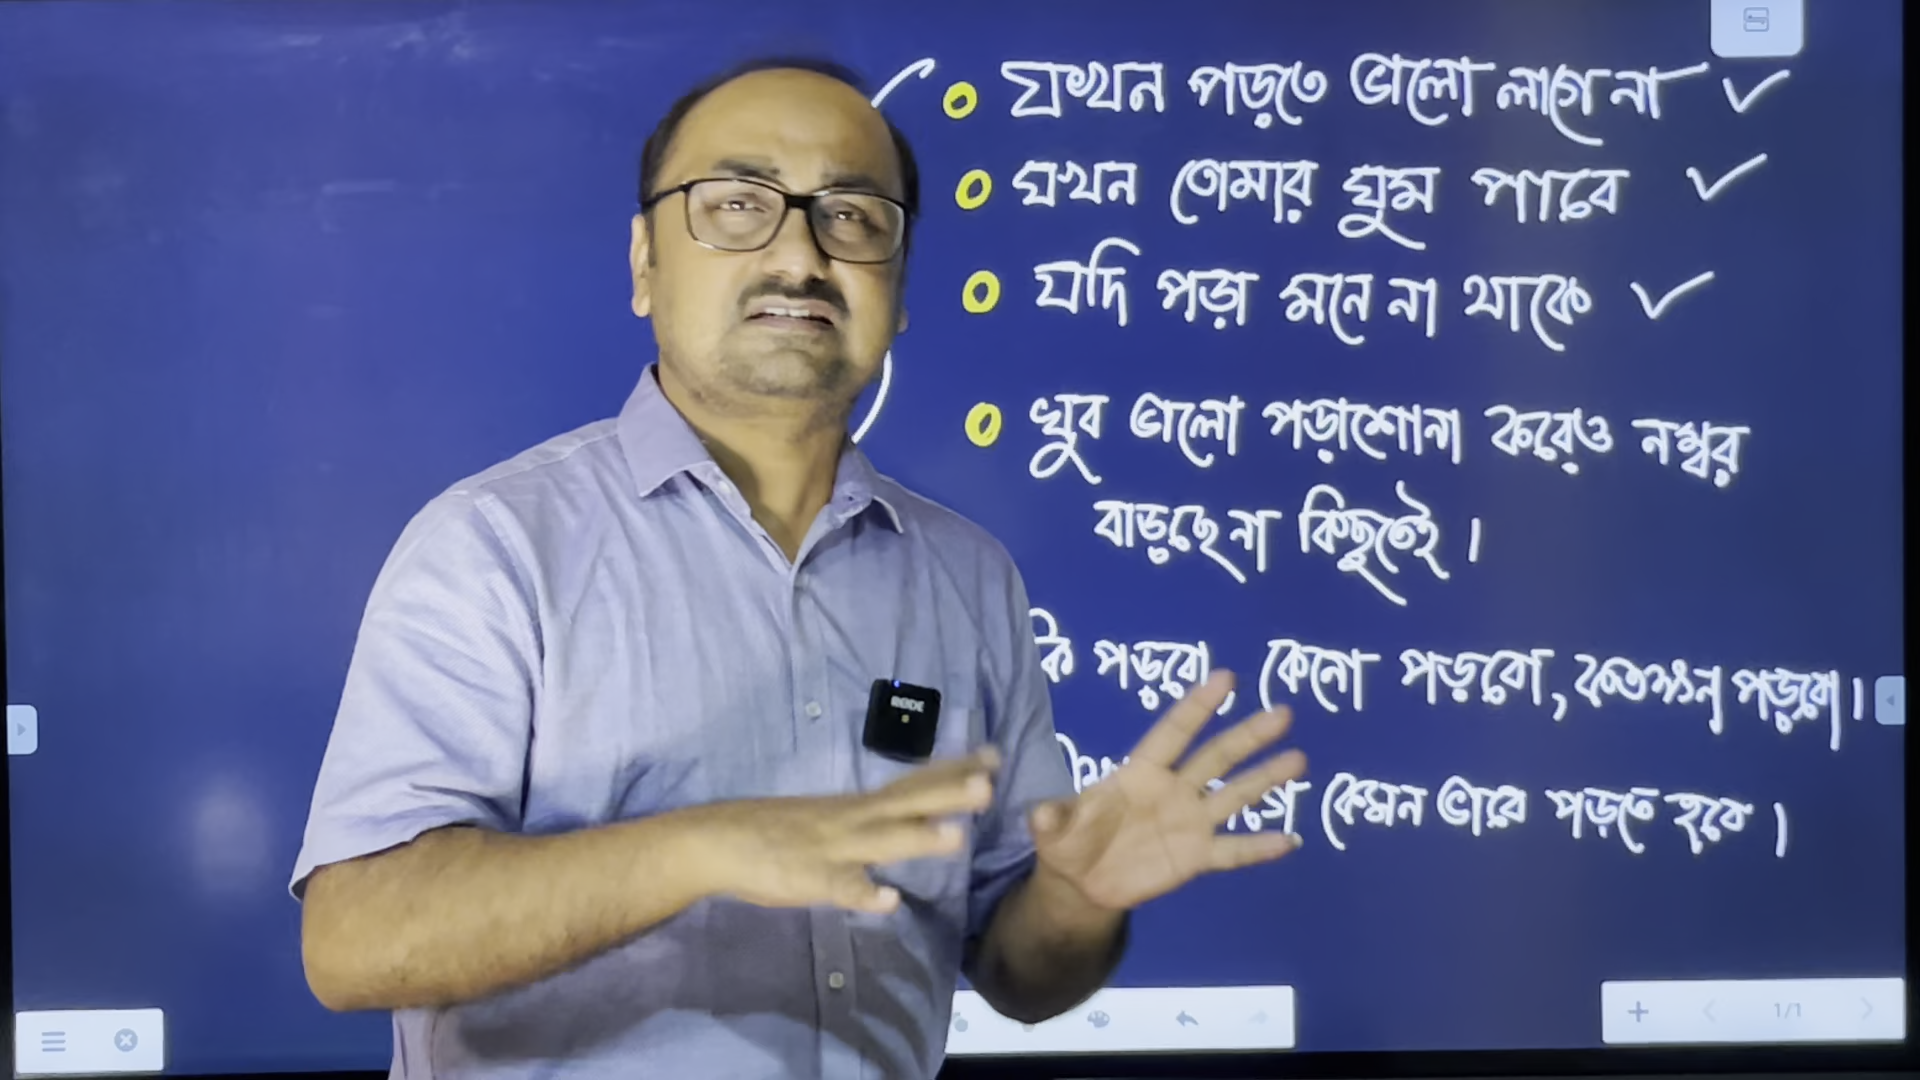 যখন পড়তে ভালো লাগে না
যখন তোমার ঘুম পাবে
যদি পড়া মনে না থাকে
খুব ভালো পড়াশোনা করেও নম্বর
বাড়ছে না কিছুতেই।
কি পড়বো, কেনো পড়বো, কতক্ষন পড়বো।
কেমন ভাবে পড়তে হবে।
RODE
1/1